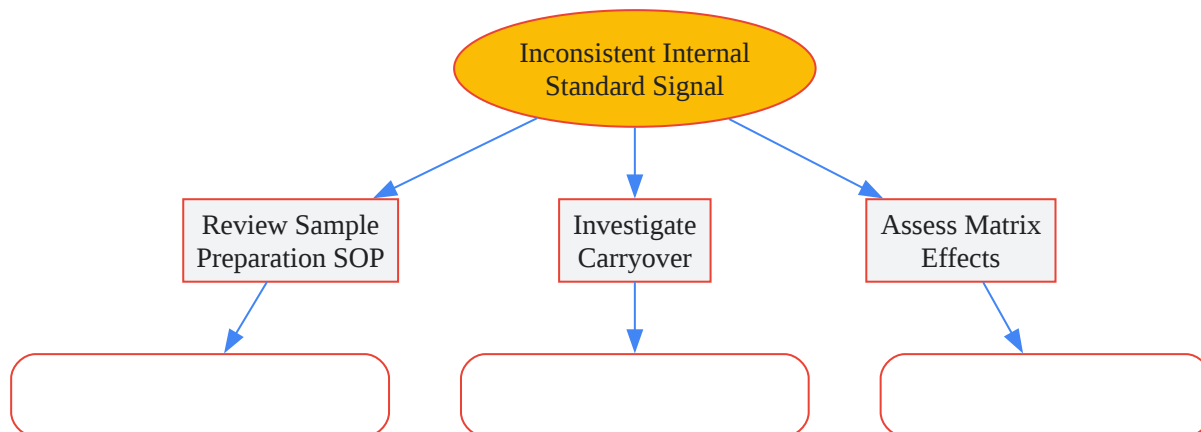 Inconsistent Internal
Standard Signal
Review Sample
Preparation SOP
Investigate
Carryover
Assess Matrix
Effects